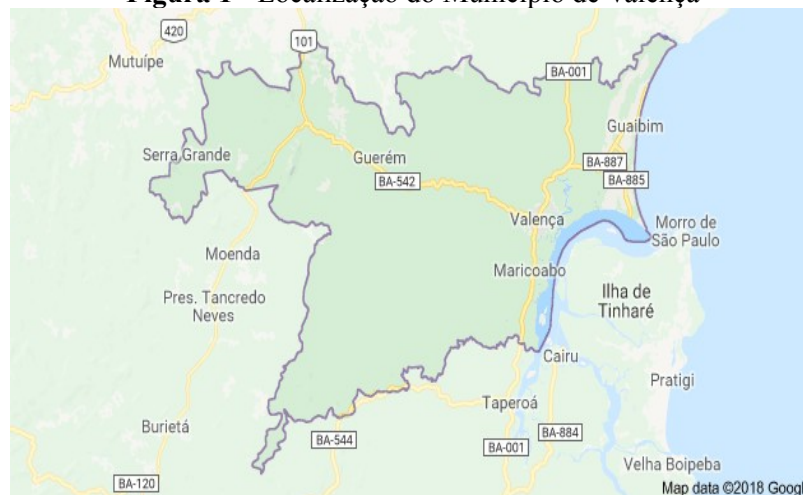 Figura 1 - Localização do Município de Valença
420
101
Mutuípe
BA-001
Guaibim
Serra Grande
Guerém
BA-887
BA-542
BA-885
Valença
Morro de
São Paulo
Moenda
Maricoabo
Pres. Tancredo
Neves
Ilha de
Tinharé
Cairu
Pratigi
Taperoá
Burietá
BA-544
BA-001
BA-884
Velha Boipeba
BA-120
Map data ©2018 Googl